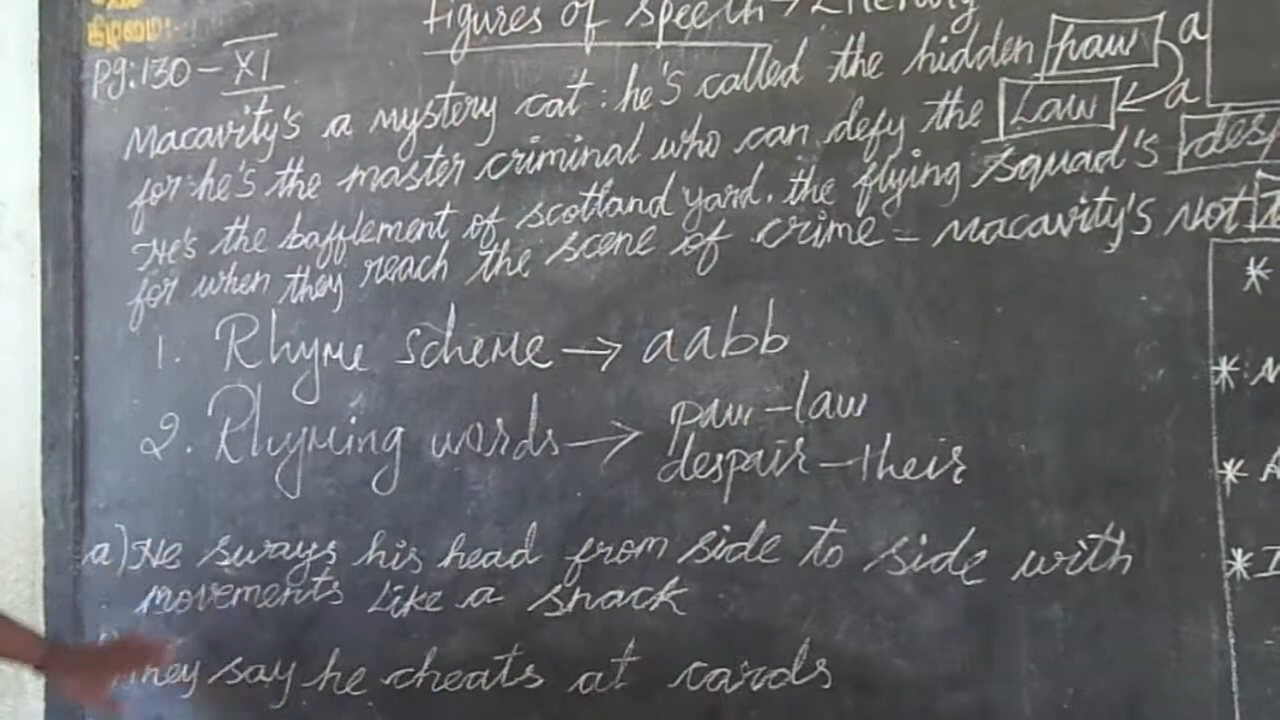 கிழமை:-
Figures of speech → Literary
Pg:130 - XI
Macavity's a mystery cat: he's called the hidden paw a
for he's the master criminal who can defy the Law a
He's the bafflement of scotland yard. the flying squad's des
for when they reach the scene of crime - Macavity's Not
1. Rhyme scheme → aabb
2. Rhyming words → paw - law
despair - their
a) He sways his head from side to side with
movements like a snack
They say he cheats at cards
*
*
*
*